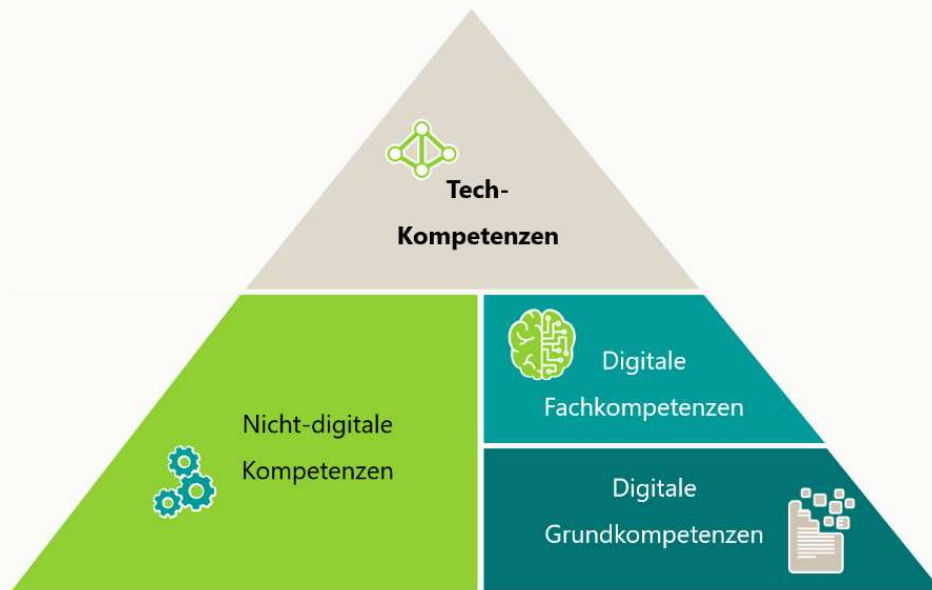 Tech-
Kompetenzen
Digitale
Fachkompetenzen
Nicht-digitale
Kompetenzen
Digitale
Grundkompetenzen